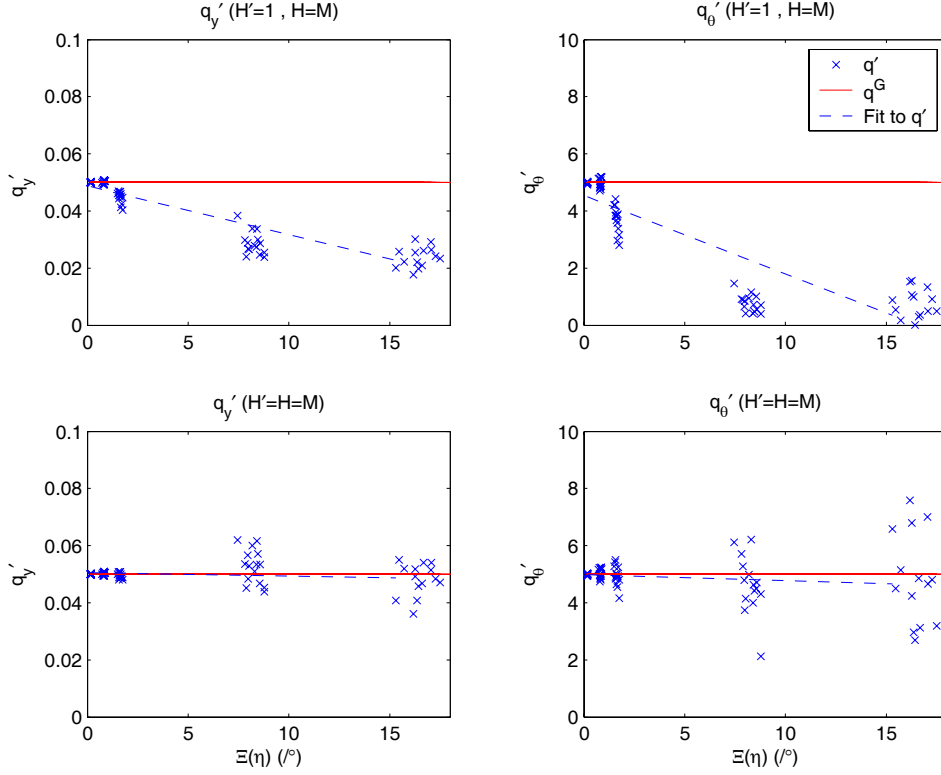 q_y′ (H′=1 , H=M)
0.1
0.08
0.06
0.04
0.02
0
q_y′
0 5 10 15
q_θ′ (H′=1 , H=M)
10
8
6
4
2
0
q_θ′
0 5 10 15
q′
q^G
Fit to q′
q_y′ (H′=H=M)
0.1
0.08
0.06
0.04
0.02
0
q_y′
0 5 10 15
Ξ(η) (/°)
q_θ′ (H′=H=M)
10
8
6
4
2
0
q_θ′
0 5 10 15
Ξ(η) (/°)